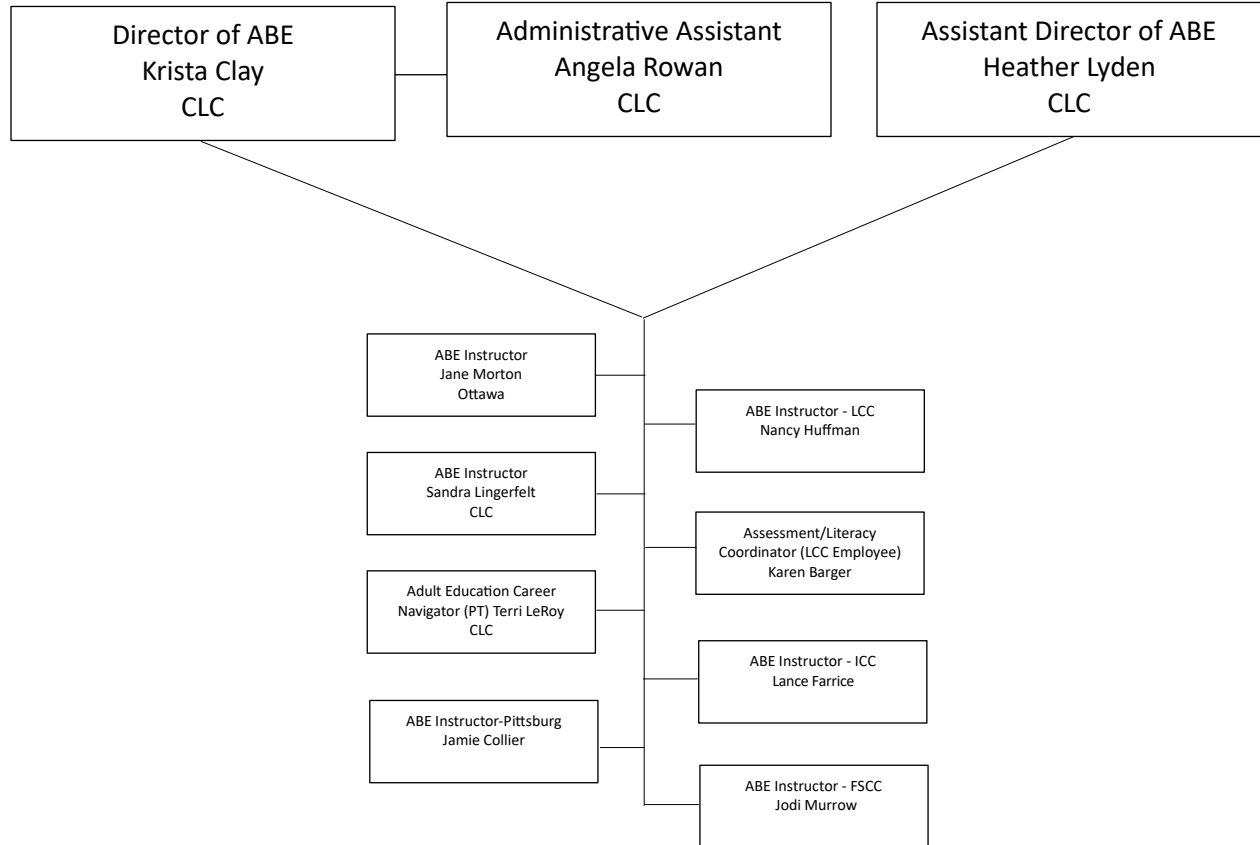 Director of ABE
Krista Clay
CLC
Administrative Assistant
Angela Rowan
CLC
Assistant Director of ABE
Heather Lyden
CLC
ABE Instructor
Jane Morton
Ottawa
ABE Instructor - LCC
Nancy Huffman
ABE Instructor
Sandra Lingerfelt
CLC
Assessment/Literacy
Coordinator (LCC Employee)
Karen Barger
Adult Education Career
Navigator (PT) Terri LeRoy
CLC
ABE Instructor - ICC
Lance Farrice
ABE Instructor-Pittsburg
Jamie Collier
ABE Instructor - FSCC
Jodi Murrow